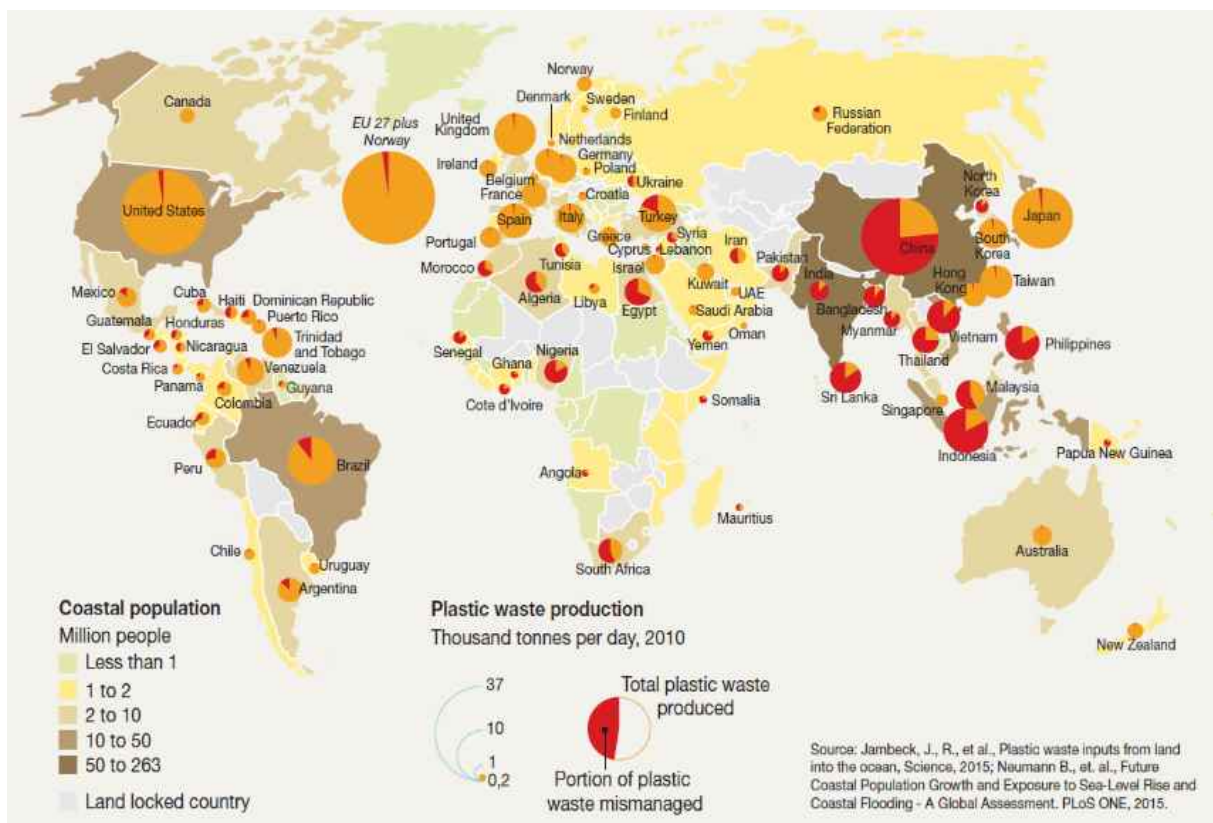 Norway
Denmark
Sweden
Finland
Canada
EU 27 plus
Norway
United
Kingdom
Netherlands
Germany
Poland
Russian
Federation
Ireland
Belgium
France
Croatia
Ukraine
North
Korea
United States
Spain
Italy
Turkey
Japan
Portugal
Greece
Cyprus
Syria
Lebanon
Iran
China
South
Korea
Morocco
Tunisia
Israel
Pakistan
Mexico
Cuba
Haiti
Dominican Republic
Puerto Rico
Algeria
Libya
Egypt
Kuwait
UAE
Saudi Arabia
India
Hong
Kong
Taiwan
Guatemala
Honduras
Trinidad
and Tobago
Bangladesh
Oman
Myanmar
Vietnam
El Salvador
Nicaragua
Senegal
Ghana
Nigeria
Yemen
Thailand
Philippines
Costa Rica
Venezuela
Panama
Guyana
Colombia
Cote d'Ivoire
Somalia
Sri Lanka
Malaysia
Singapore
Ecuador
Indonesia
Papua New Guinea
Peru
Brazil
Angola
Mauritius
Chile
Uruguay
South Africa
Australia
Argentina
New Zealand
Coastal population
Million people
Less than 1
1 to 2
2 to 10
10 to 50
50 to 263
Land locked country
Plastic waste production
Thousand tonnes per day, 2010
37
10
1
0,2
Total plastic waste
produced
Portion of plastic
waste mismanaged
Source: Jambeck, J., R., et al., Plastic waste inputs from land
into the ocean, Science, 2015; Neumann B., et. al., Future
Coastal Population Growth and Exposure to Sea-Level Rise and
Coastal Flooding - A Global Assessment. PLoS ONE, 2015.